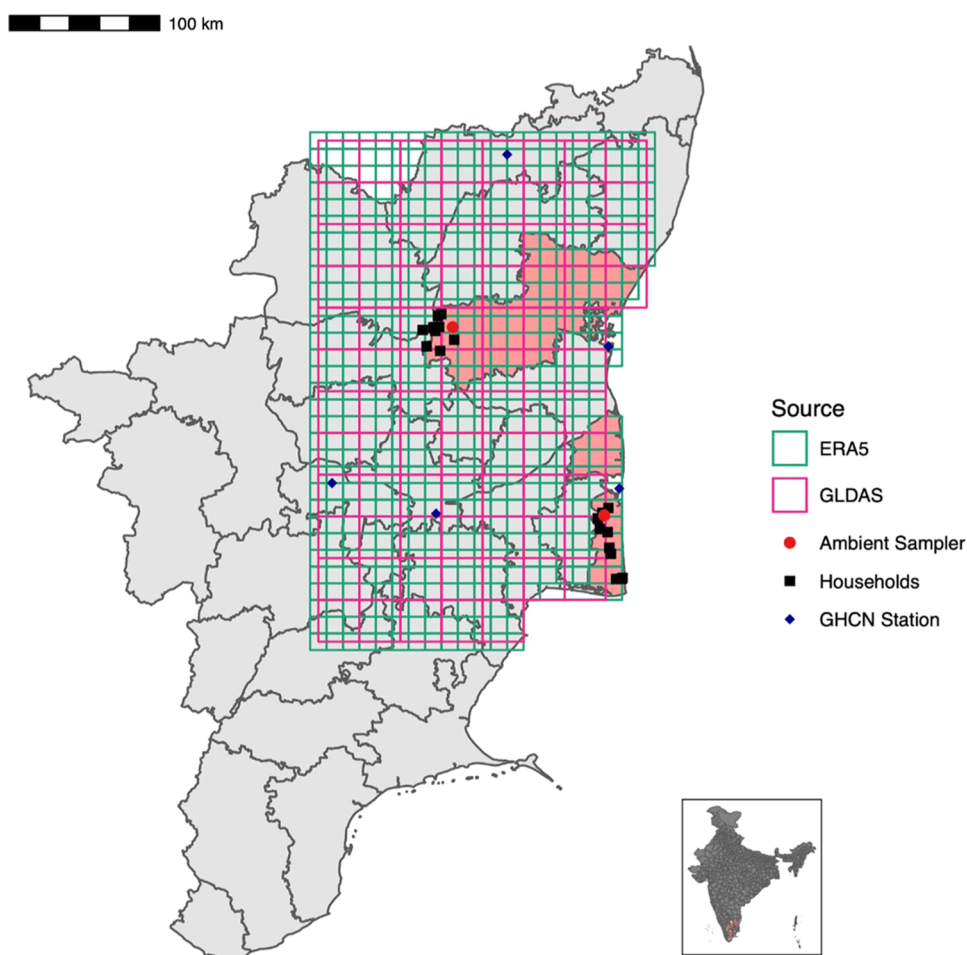 100 km
Source
ERA5
GLDAS
Ambient Sampler
Households
GHCN Station